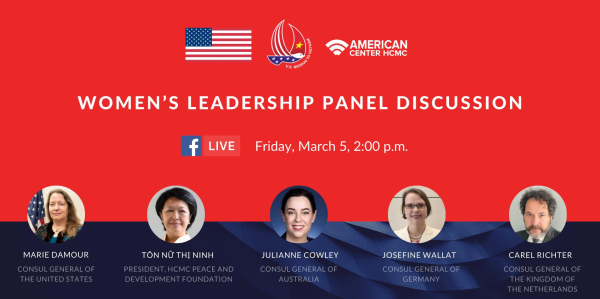 AMERICAN
CENTER HCMC
WOMEN'S LEADERSHIP PANEL DISCUSSION
f LIVE Friday, March 5, 2:00 p.m.
MARIE DAMOUR
CONSUL GENERAL OF
THE UNITED STATES
TÔN NỮ THỊ NINH
PRESIDENT, HCMC PEACE AND
DEVELOPMENT FOUNDATION
JULIANNE COWLEY
CONSUL GENERAL OF
AUSTRALIA
JOSEFINE WALLAT
CONSUL GENERAL OF
GERMANY
CAREL RICHTER
CONSUL GENERAL OF
THE KINGDOM OF
THE NETHERLANDS